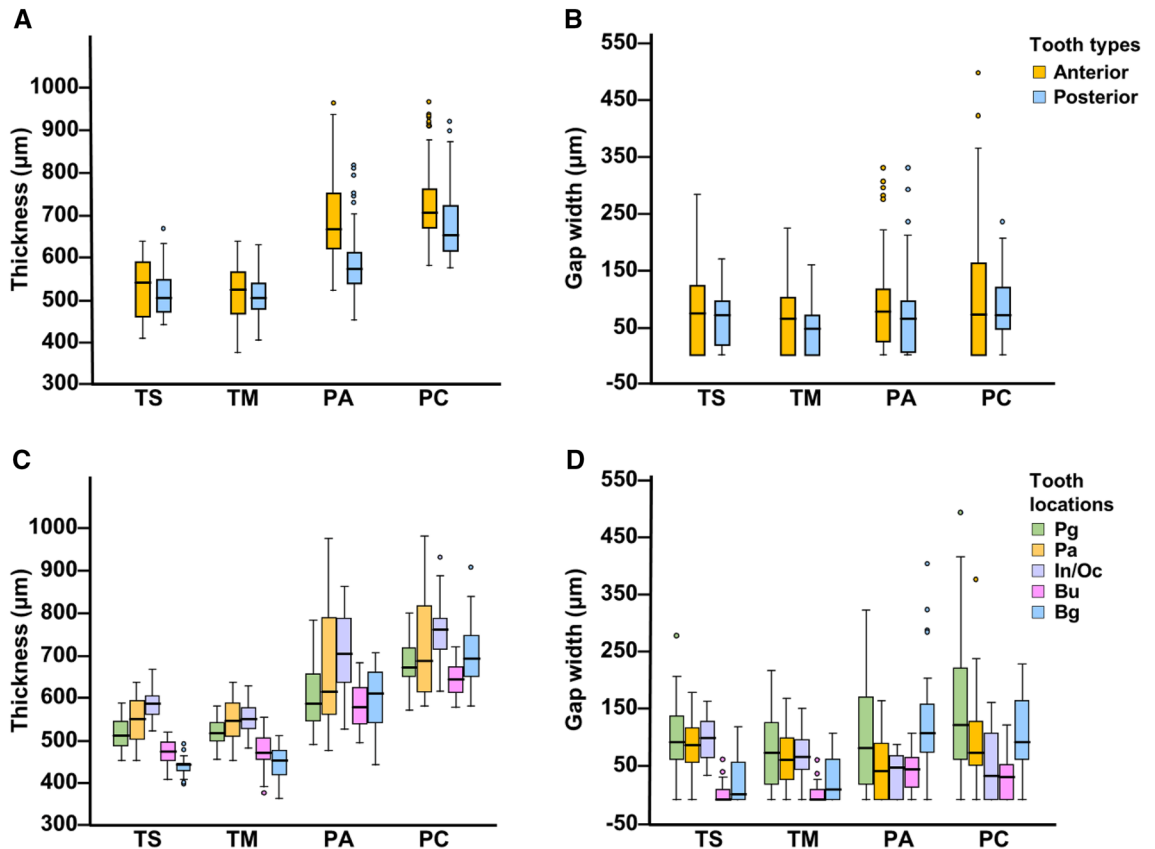 A
Thickness (µm)
1000
900
800
700
600
500
400
300
TS TM PA PC
B
Gap width (µm)
550
450
350
250
150
50
-50
TS TM PA PC
Tooth types
Anterior
Posterior
C
Thickness (µm)
1000
900
800
700
600
500
400
300
TS TM PA PC
D
Gap width (µm)
550
450
350
250
150
50
-50
TS TM PA PC
Tooth
locations
Pg
Pa
In/Oc
Bu
Bg